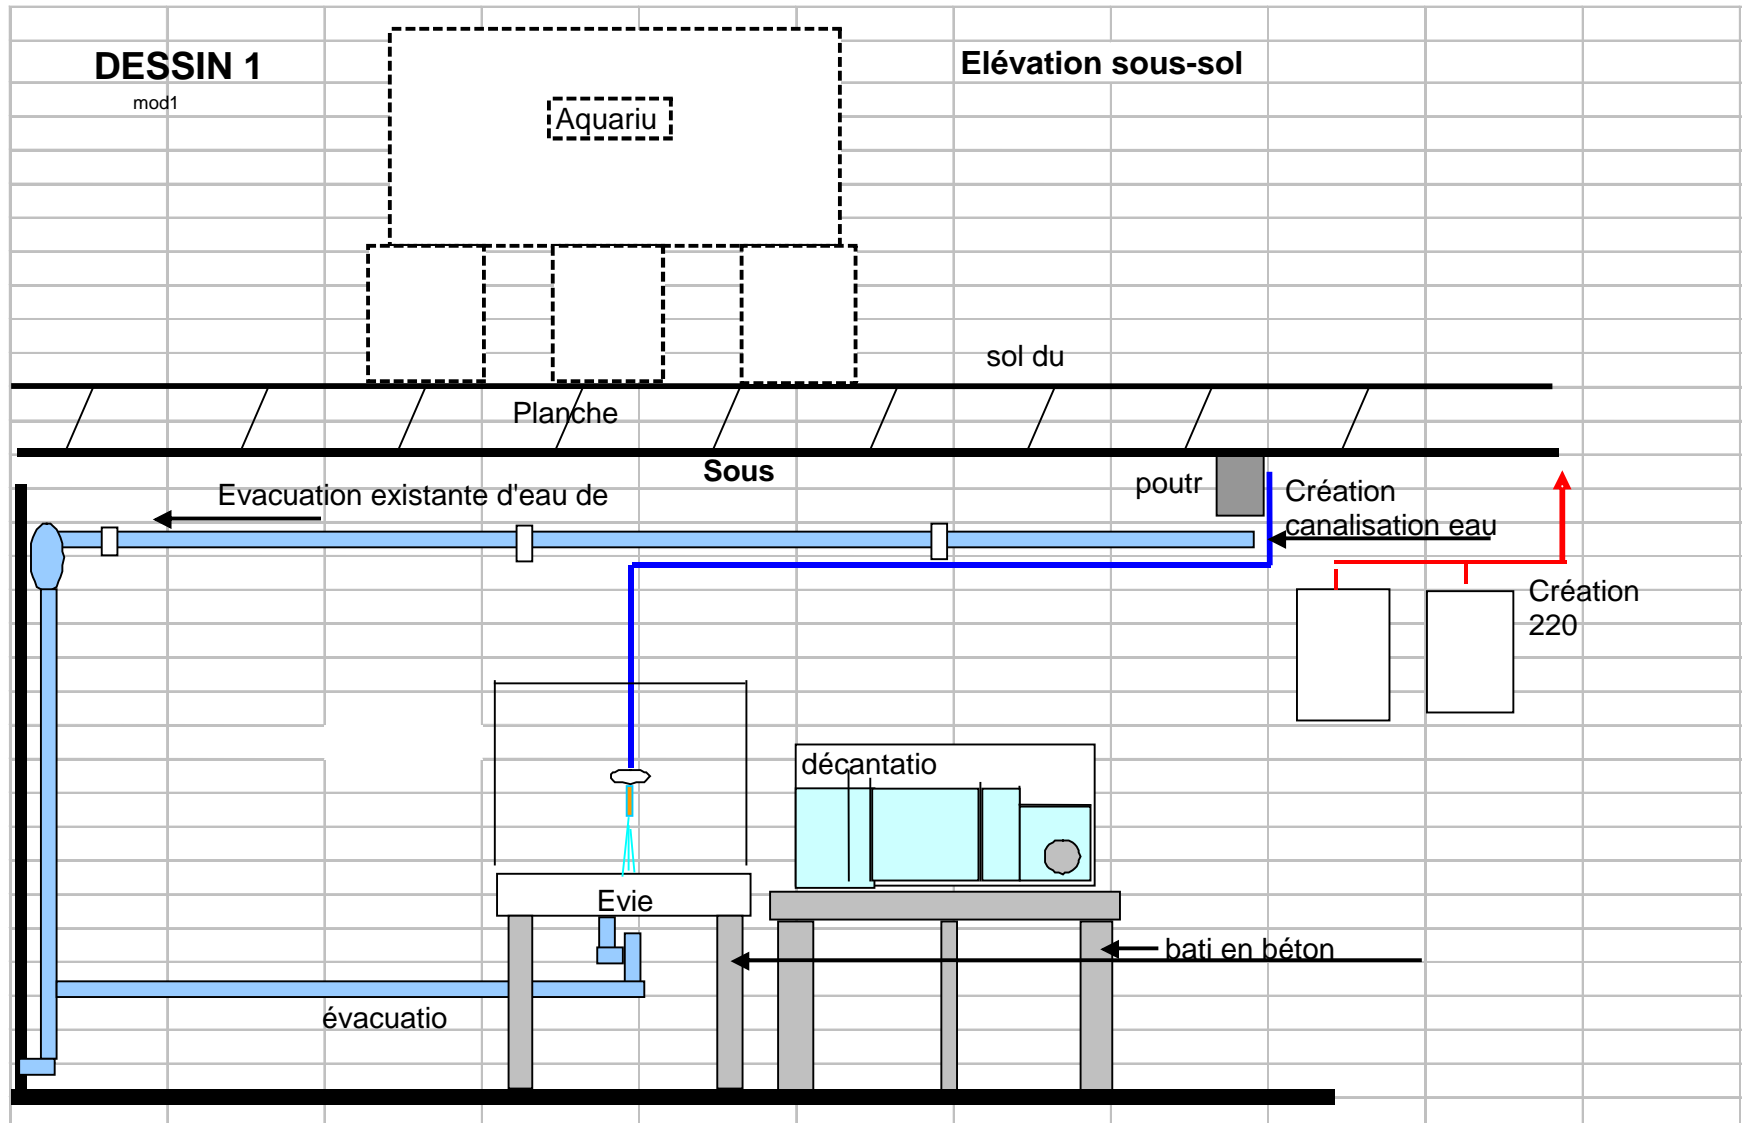 DESSIN 1
Elévation sous-sol
mod1
Aquariu
sol du
Planche
Sous
Evacuation existante d'eau de
poutr
Création
canalisation eau
Création
220
décantatio
Evie
bati en béton
évacuatio